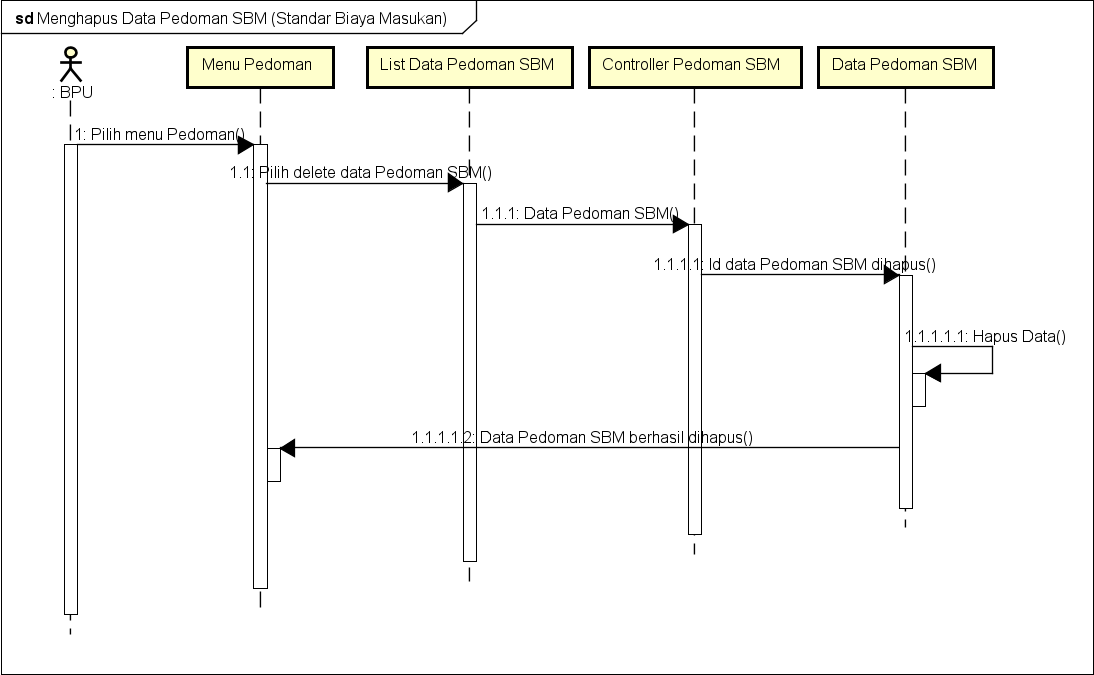 sd Menghapus Data Pedoman SBM (Standar Biaya Masukan)
: BPU
Menu Pedoman
List Data Pedoman SBM
Controller Pedoman SBM
Data Pedoman SBM
1: Pilih menu Pedoman()
1.1: Pilih delete data Pedoman SBM()
1.1.1: Data Pedoman SBM()
1.1.1.1: Id data Pedoman SBM dihapus()
1.1.1.1.1: Hapus Data()
1.1.1.1.2: Data Pedoman SBM berhasil dihapus()